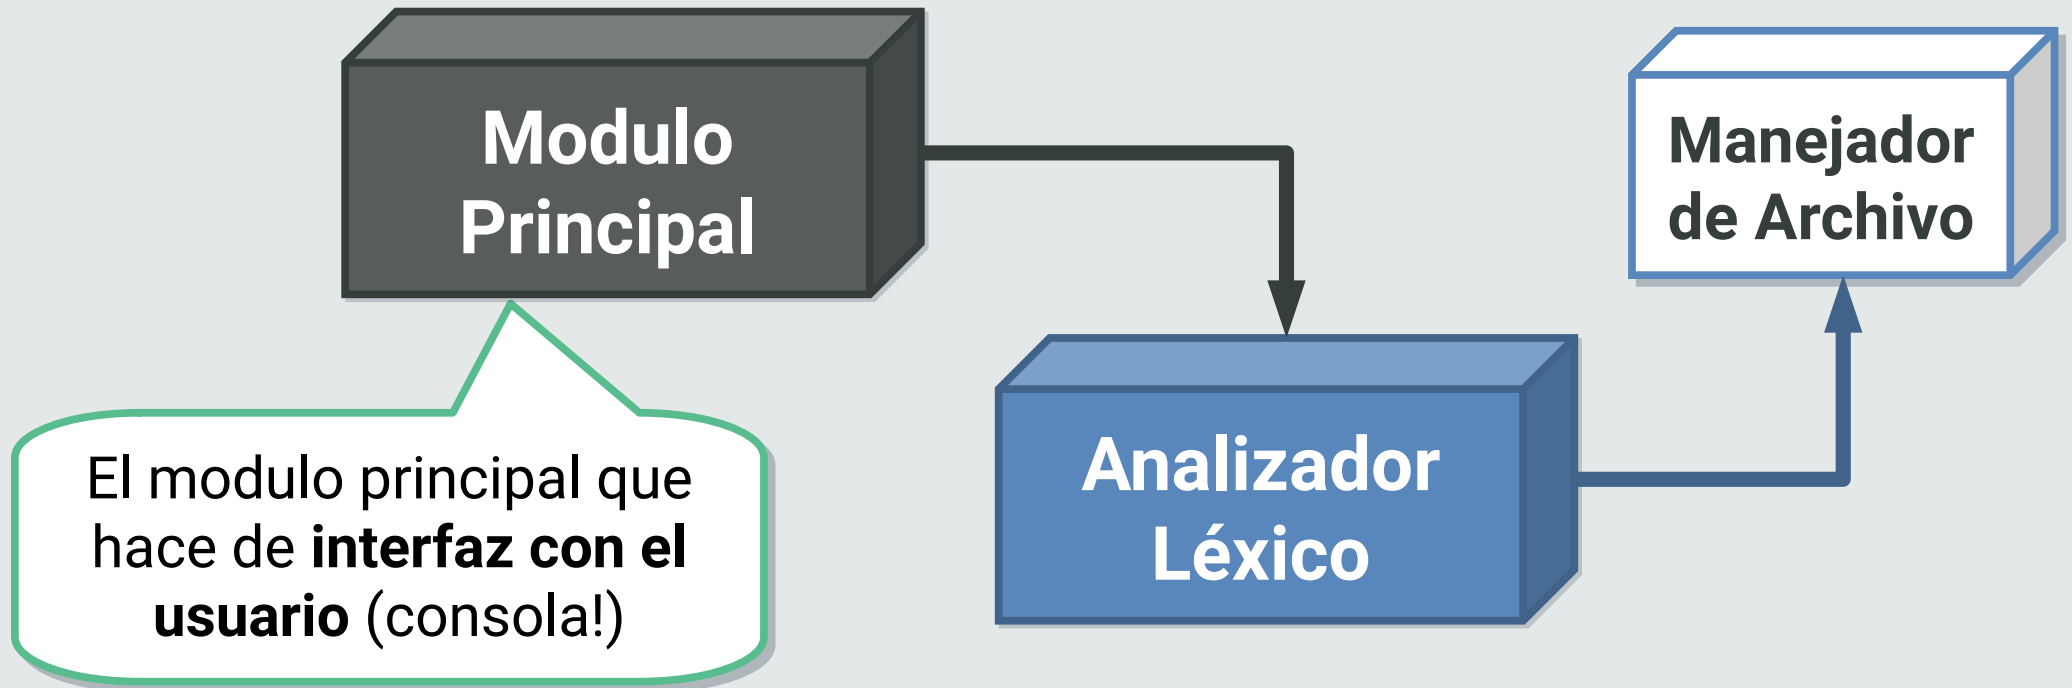 Modulo
Principal
Manejador
de Archivo
Analizador
Léxico
El modulo principal que
hace de interfaz con el
usuario (consola!)